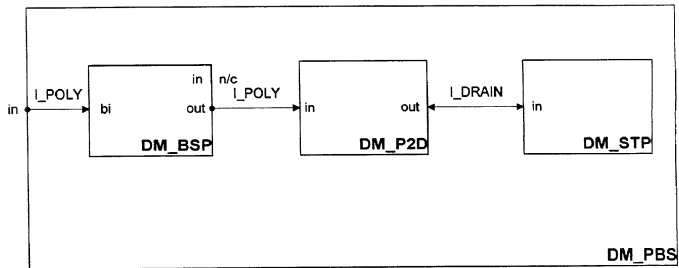 in
I_POLY
bi
in
n/c
out
DM_BSP
I_POLY
in
out
DM_P2D
I_DRAIN
in
DM_STP
DM_PBS